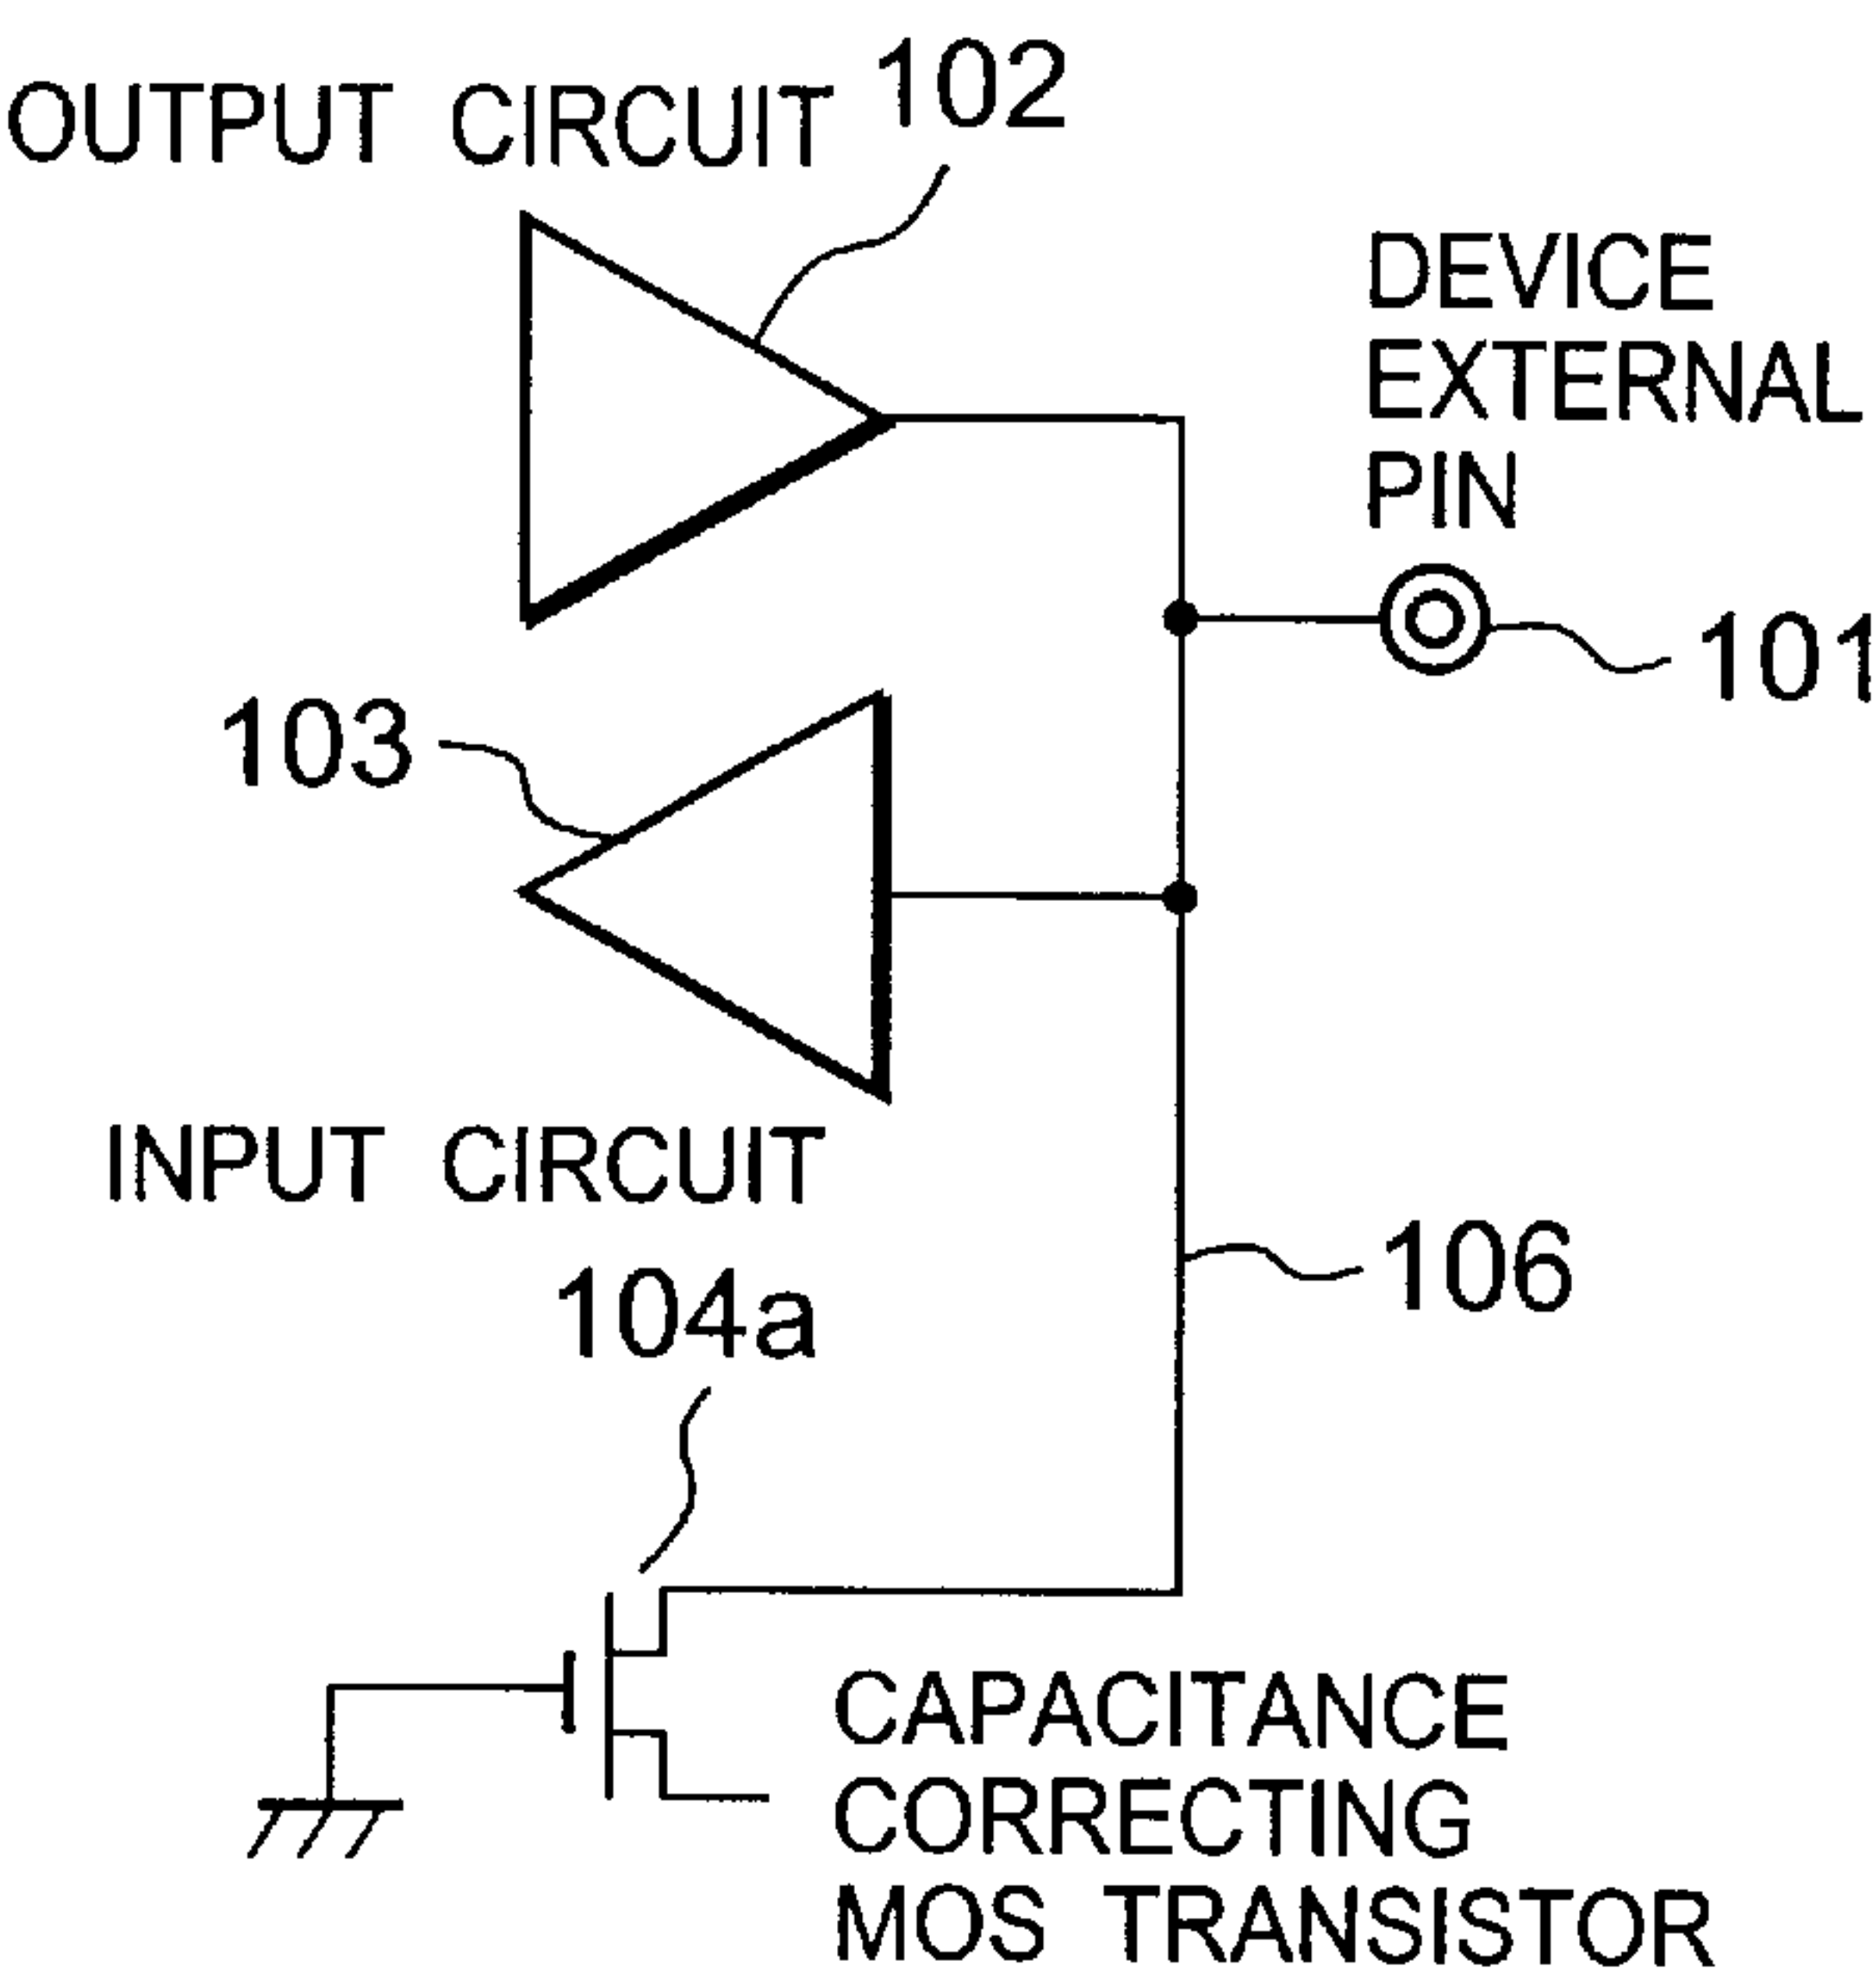 OUTPUT CIRCUIT
102
DEVICE
EXTERNAL
PIN
101
103
INPUT CIRCUIT
106
104a
CAPACITANCE
CORRECTING
MOS TRANSISTOR